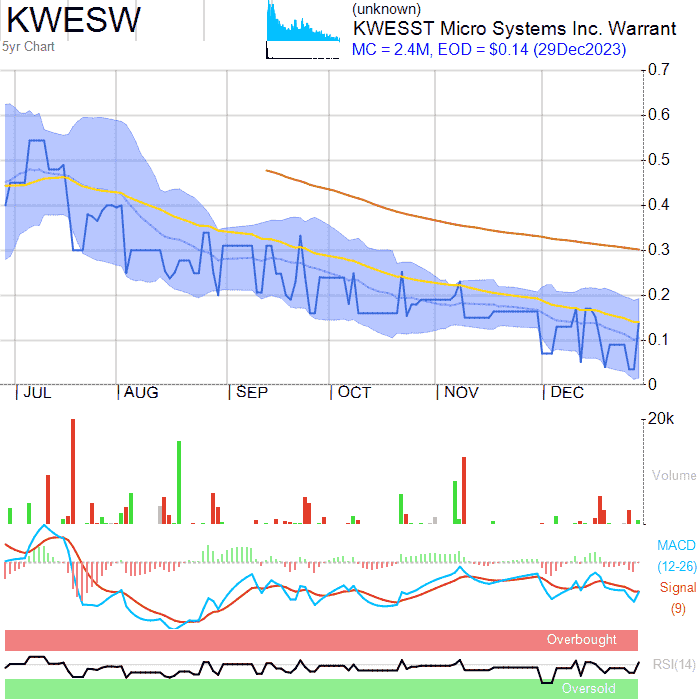 KWESW
5yr Chart
(unknown)
KWESST Micro Systems Inc. Warrant
MC = 2.4M, EOD = $0.14 (29Dec2023)
0.7
0.6
0.5
0.4
0.3
0.2
0.1
0
JUL AUG SEP OCT NOV DEC
20k
Volume
MACD
(12-26)
Signal
(9)
Overbought
RSI(14)
Oversold